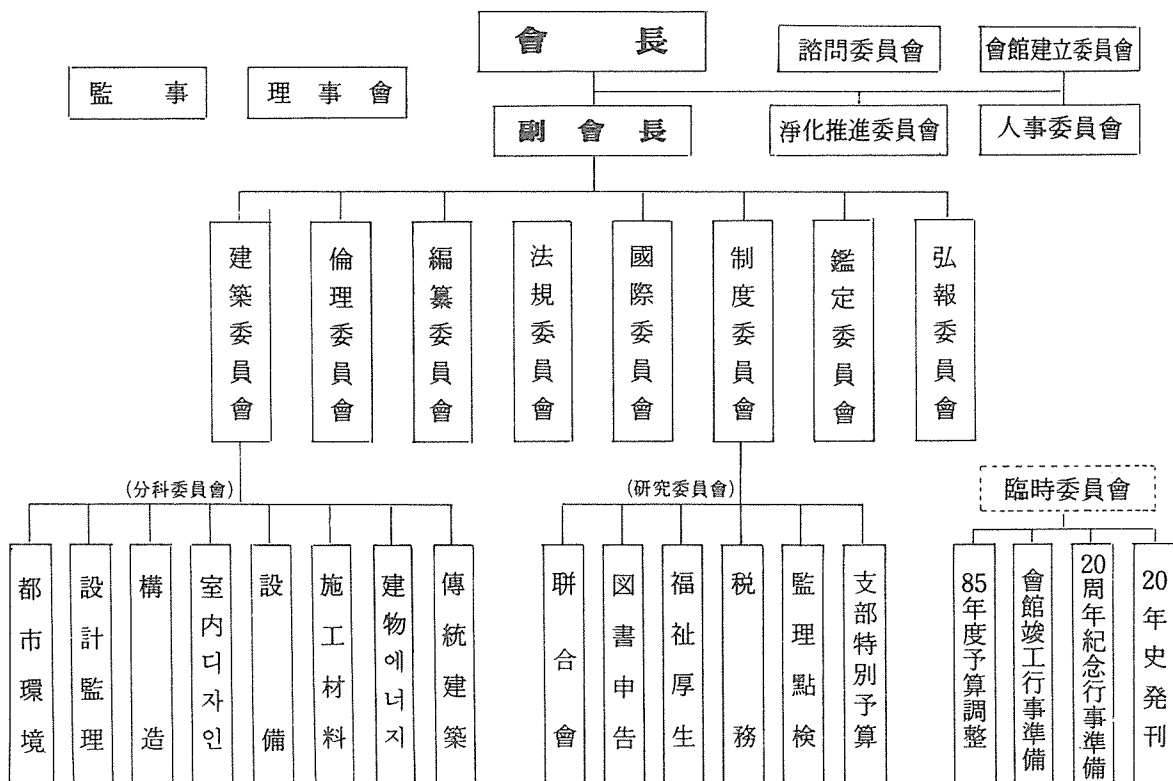 會長
諮問委員會
會館建立委員會
監事
理事會
副會長
淨化推進委員會
人事委員會
建築委員會
倫理委員會
編纂委員會
法規委員會
國際委員會
制度委員會
鑑定委員會
弘報委員會
(分科委員會)
(研究委員會)
臨時委員會
都市環境
設計監理
構造
室内디자인
設備
施工材料
建物에너지
傳統建築
聨合會
図書申告
福祉厚生
税務
監理點検
支部特別予算
85年度予算調整
會館竣工行事準備
20周年紀念行事準備
20年史発刊